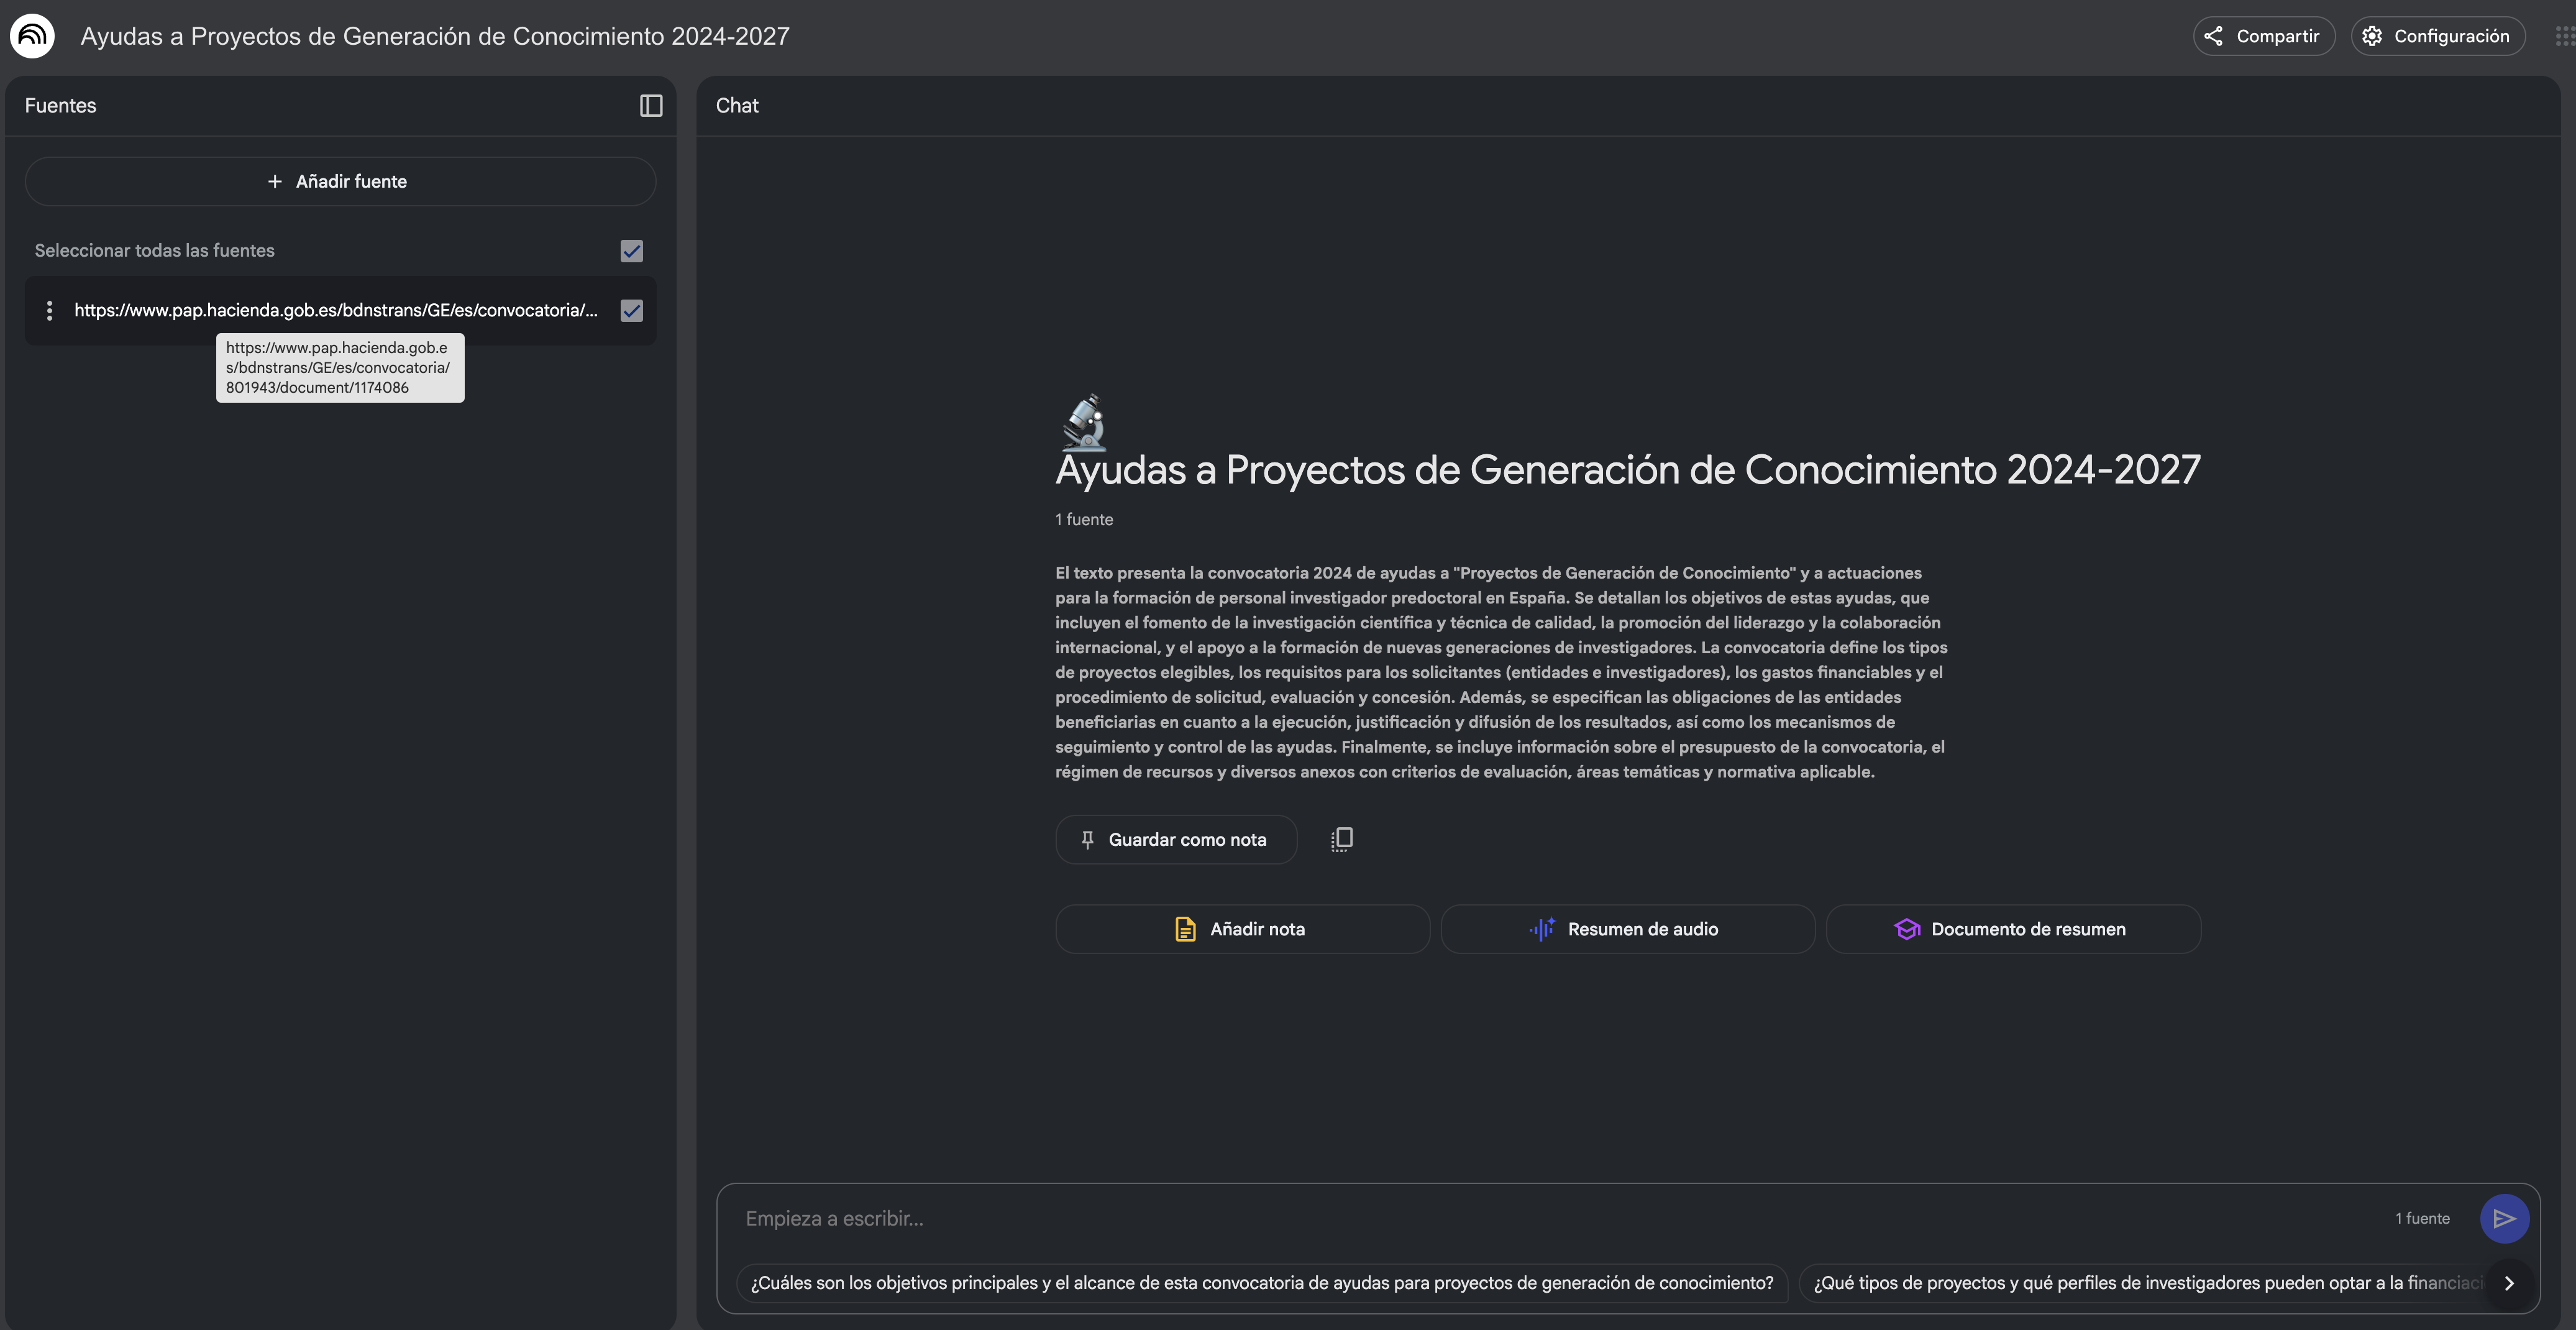 Ayudas a Proyectos de Generación de Conocimiento 2024-2027
Compartir
Configuración
Fuentes
Añadir fuente
Seleccionar todas las fuentes
https://www.pap.hacienda.gob.es/bdnstrans/GE/es/convocatoria/...
https://www.pap.hacienda.gob.e
s/bdnstrans/GE/es/convocatoria/
801943/document/1174086
Chat
Ayudas a Proyectos de Generación de Conocimiento 2024-2027
1 fuente
El texto presenta la convocatoria 2024 de ayudas a "Proyectos de Generación de Conocimiento" y a actuaciones
para la formación de personal investigador predoctoral en España. Se detallan los objetivos de estas ayudas, que
incluyen el fomento de la investigación científica y técnica de calidad, la promoción del liderazgo y la colaboración
internacional, y el apoyo a la formación de nuevas generaciones de investigadores. La convocatoria define los tipos
de proyectos elegibles, los requisitos para los solicitantes (entidades e investigadores), los gastos financiables y el
procedimiento de solicitud, evaluación y concesión. Además, se especifican las obligaciones de las entidades
beneficiarias en cuanto a la ejecución, justificación y difusión de los resultados, así como los mecanismos de
seguimiento y control de las ayudas. Finalmente, se incluye información sobre el presupuesto de la convocatoria, el
régimen de recursos y diversos anexos con criterios de evaluación, áreas temáticas y normativa aplicable.
Guardar como nota
Añadir nota
Resumen de audio
Documento de resumen
Empieza a escribir...
1 fuente
¿Cuáles son los objetivos principales y el alcance de esta convocatoria de ayudas para proyectos de generación de conocimiento?
¿Qué tipos de proyectos y qué perfiles de investigadores pueden optar a la financiaci